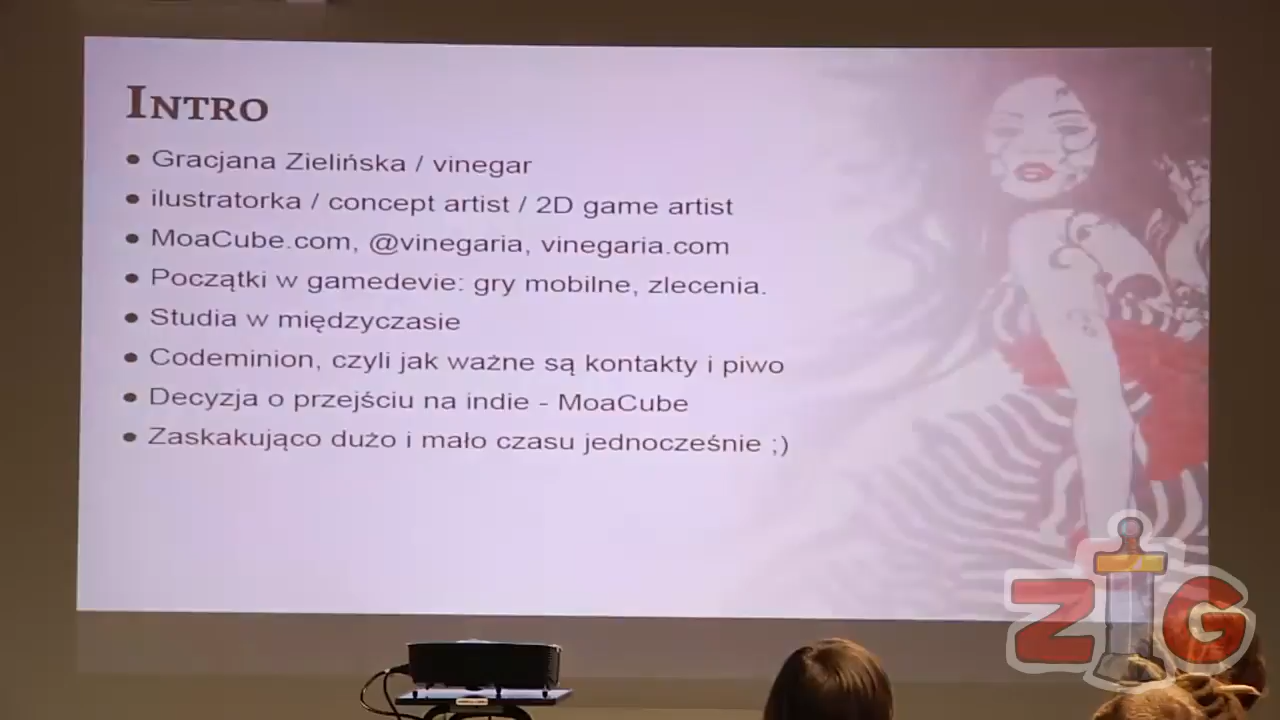 Intro
• Gracjana Zielińska / vinegar
• ilustratorka / concept artist / 2D game artist
• MoaCube.com, @vinegaria, vinegaria.com
• Początki w gamedevie: gry mobilne, zlecenia.
• Studia w międzyczasie
• Codeminion, czyli jak ważne są kontakty i piwo
• Decyzja o przejściu na indie - MoaCube
• Zaskakująco dużo i mało czasu jednocześnie ;)
ZIG